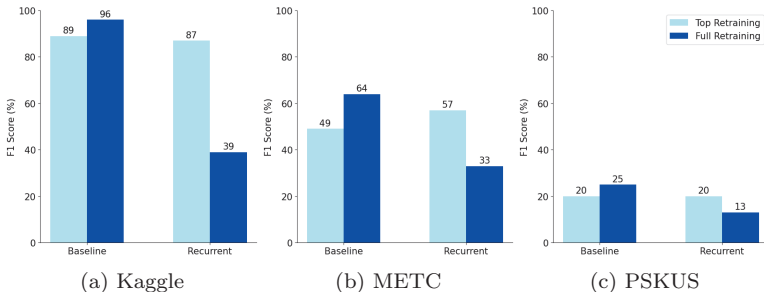 F1 Score (%)
100
80
60
40
20
0
89
96
87
39
Baseline
Recurrent
(a) Kaggle
F1 Score (%)
100
80
60
40
20
0
49
64
57
33
Baseline
Recurrent
(b) METC
F1 Score (%)
100
80
60
40
20
0
20
25
20
13
Baseline
Recurrent
Top Retraining
Full Retraining
(c) PSKUS